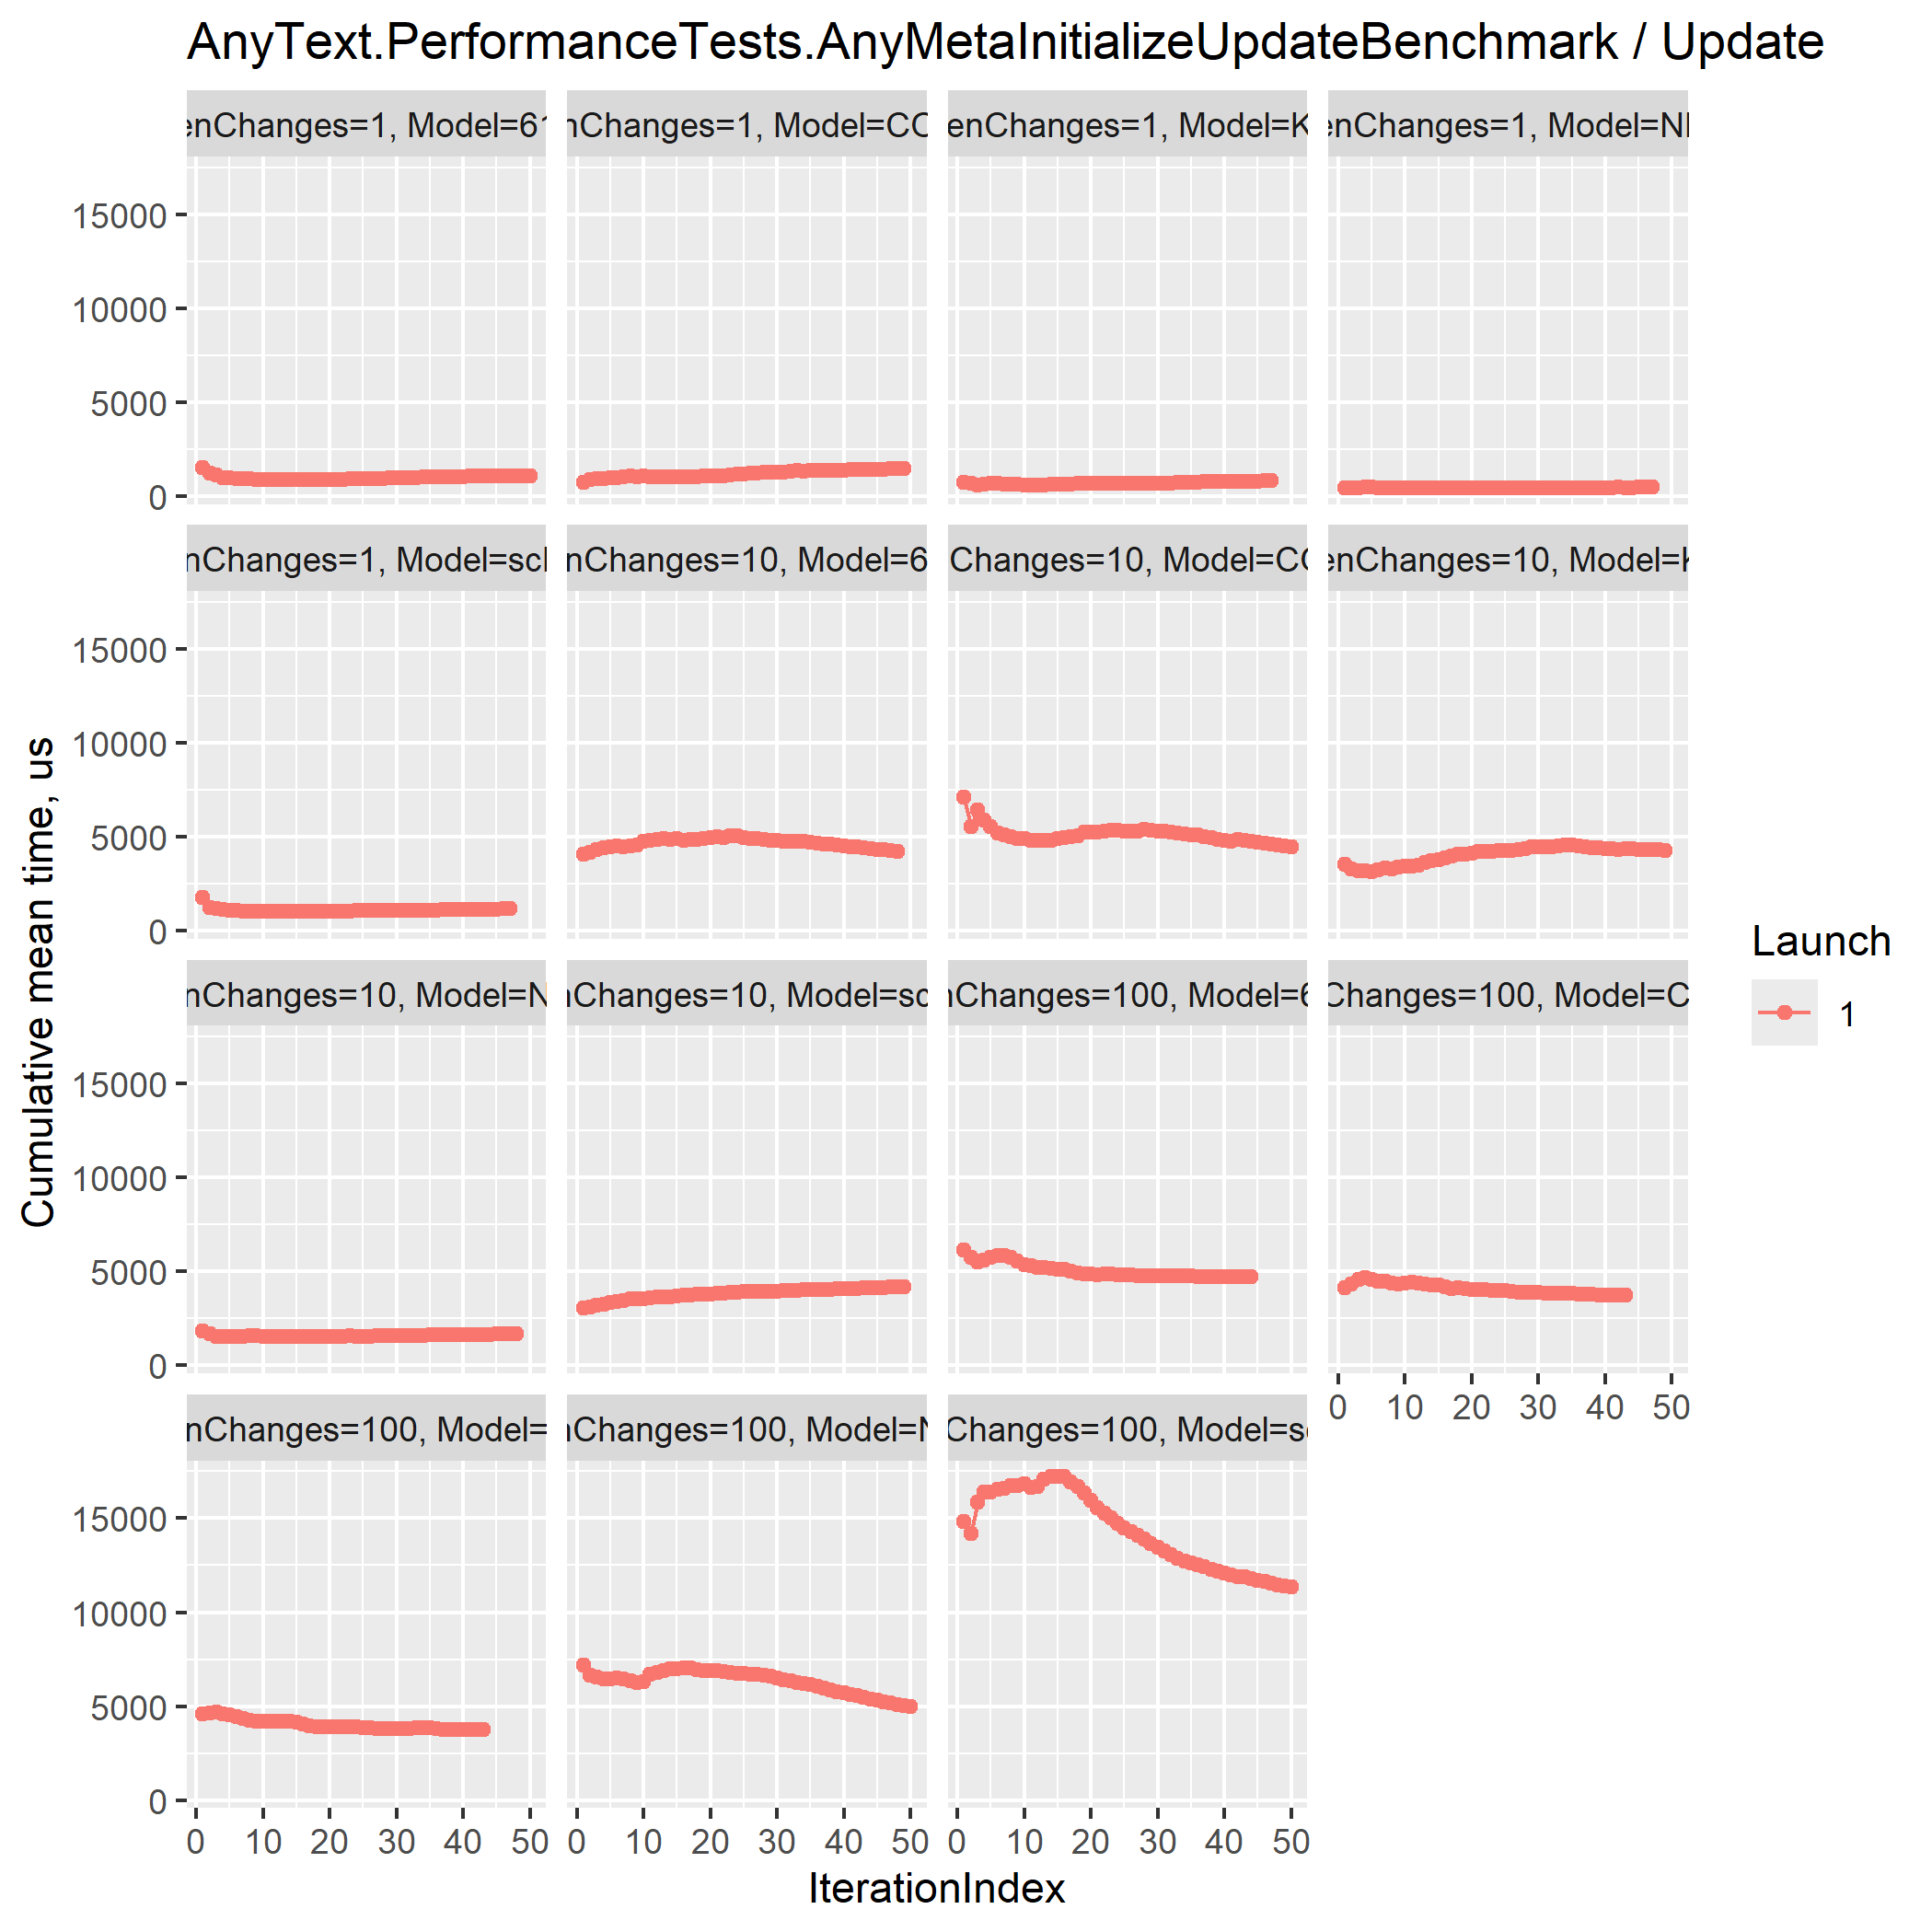 AnyText.PerformanceTests.AnyMetaInitializeUpdateBenchmark / Update
enChanges=1, Model=61
nChanges=1, Model=CO
enChanges=1, Model=K
enChanges=1, Model=N
15000
10000
5000
0
nChanges=1, Model=sc
nChanges=10, Model=6
Changes=10, Model=CO
enChanges=10, Model=K
15000
10000
5000
0
nChanges=10, Model=N
nChanges=10, Model=sc
nChanges=100, Model=6
Changes=100, Model=C
15000
10000
5000
0
0 10 20 30 40 50
nChanges=100, Model=
nChanges=100, Model=N
Changes=100, Model=s
15000
10000
5000
0
0 10 20 30 40 50
0 10 20 30 40 50
0 10 20 30 40 50
IterationIndex
Cumulative mean time, us
Launch
1